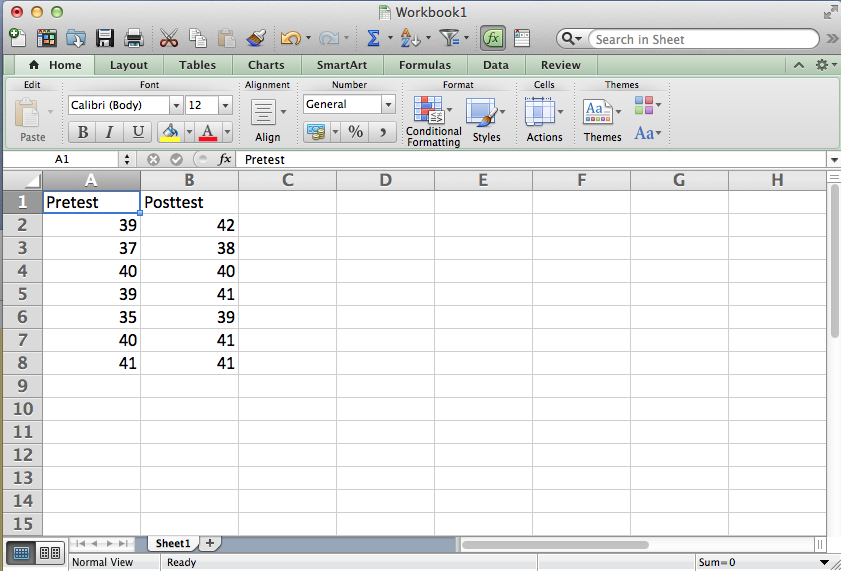 Workbook1
fx
Search in Sheet
Home Layout Tables Charts SmartArt Formulas Data Review
Edit Font Alignment Number Format Cells Themes
Paste Calibri (Body) 12 B I U A Align General % Conditional Formatting Styles Actions Themes Aa Aa
A1 fx Pretest
A B C D E F G H
1 Pretest Posttest
2 39 42
3 37 38
4 40 40
5 39 41
6 35 39
7 40 41
8 41 41
9
10
11
12
13
14
15
Sheet1 +
Normal View Ready Sum=0